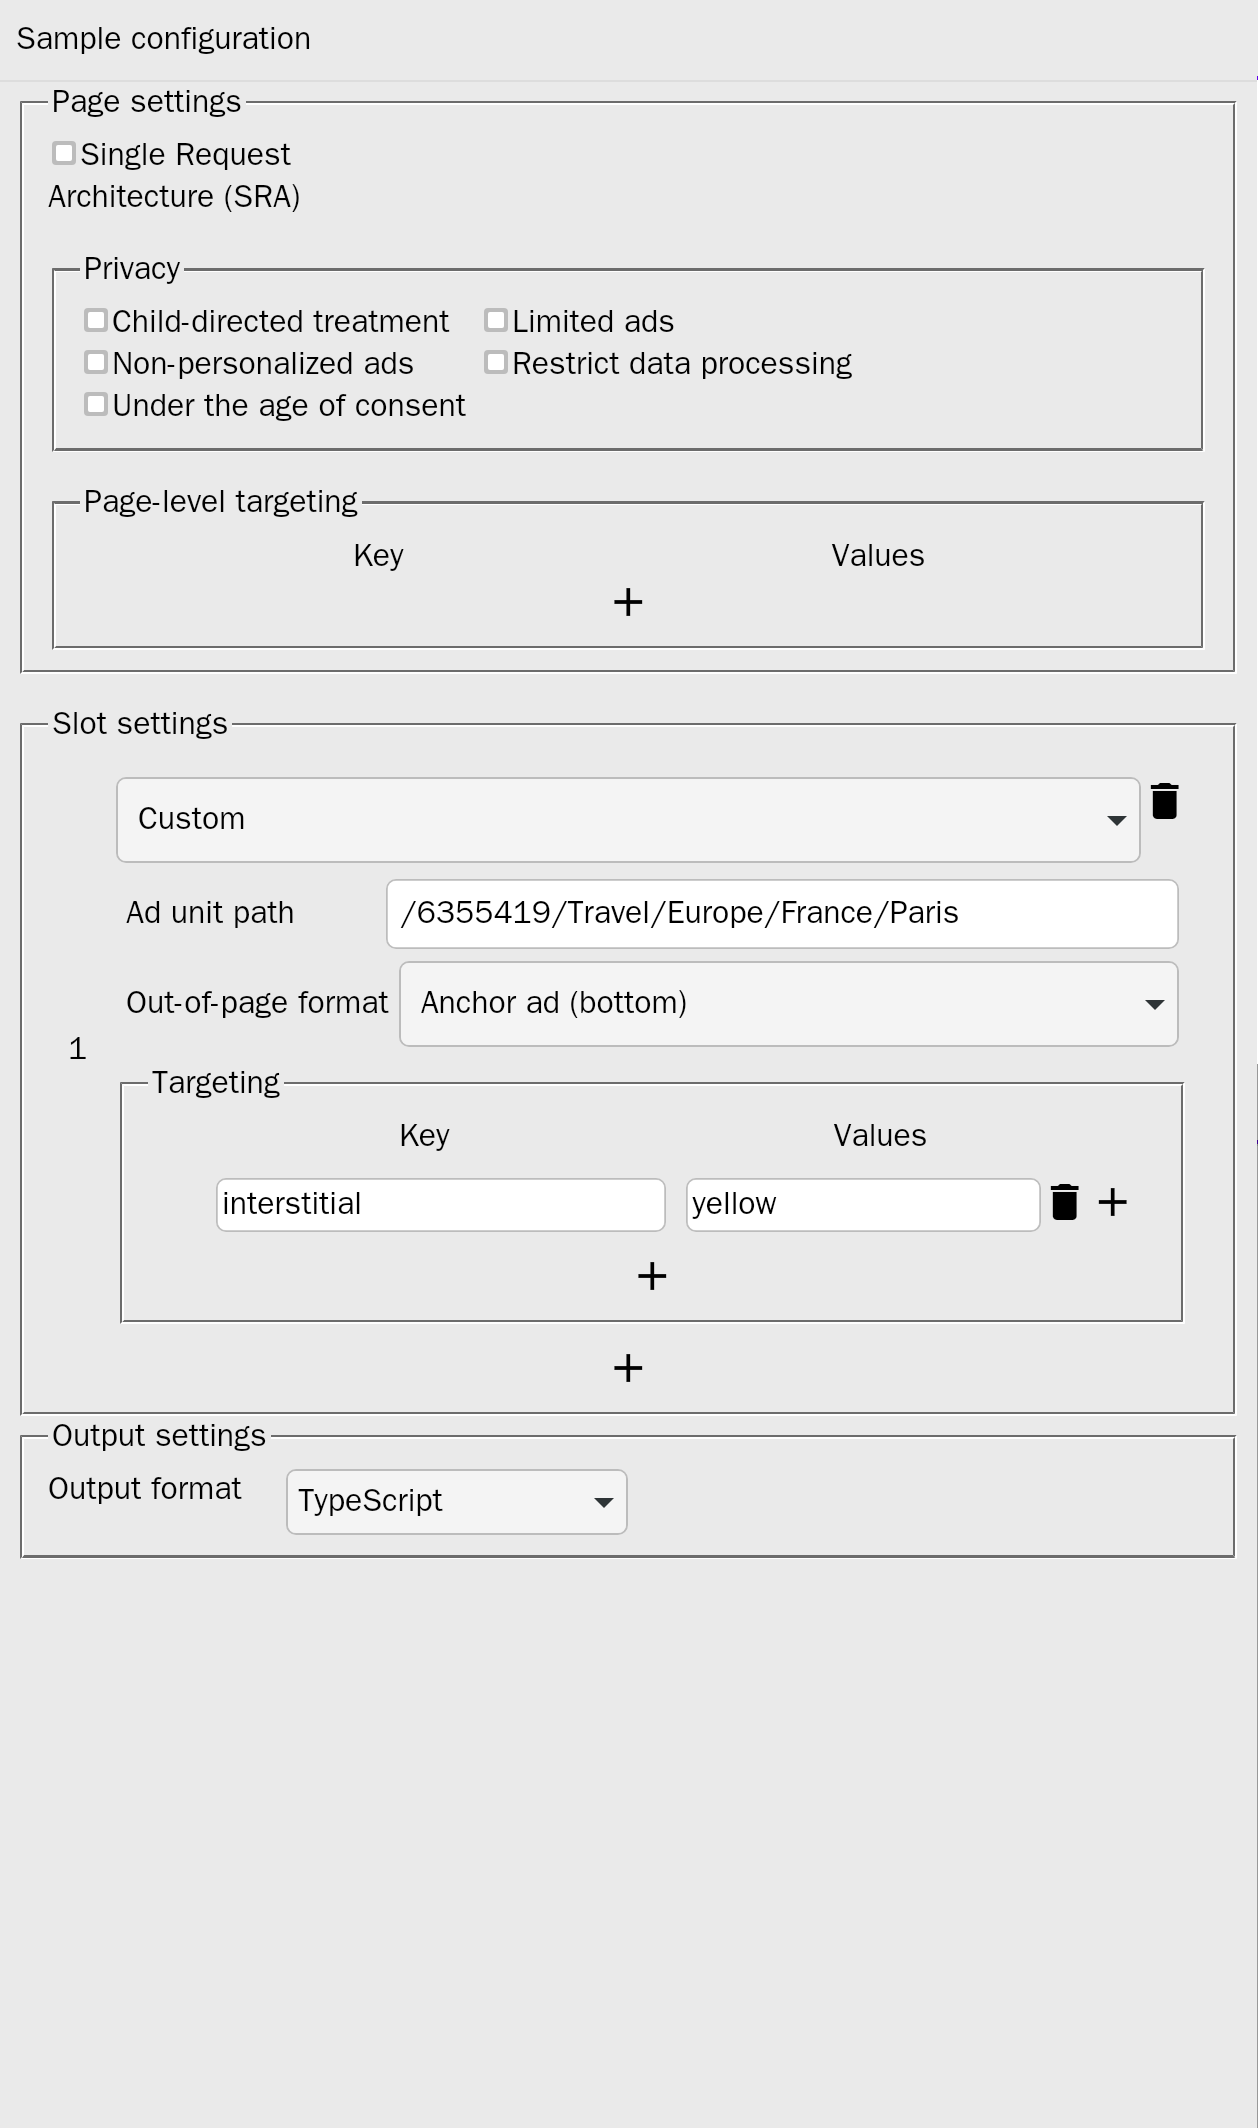 Sample configuration
Page settings
Single Request
Architecture (SRA)
Privacy
Child-directed treatment Limited ads
Non-personalized ads Restrict data processing
Under the age of consent
Page-level targeting
Key Values
+
Slot settings
Custom
Ad unit path /6355419/Travel/Europe/France/Paris
Out-of-page format Anchor ad (bottom)
1
Targeting
Key Values
interstitial yellow +
+
+
Output settings
Output format TypeScript